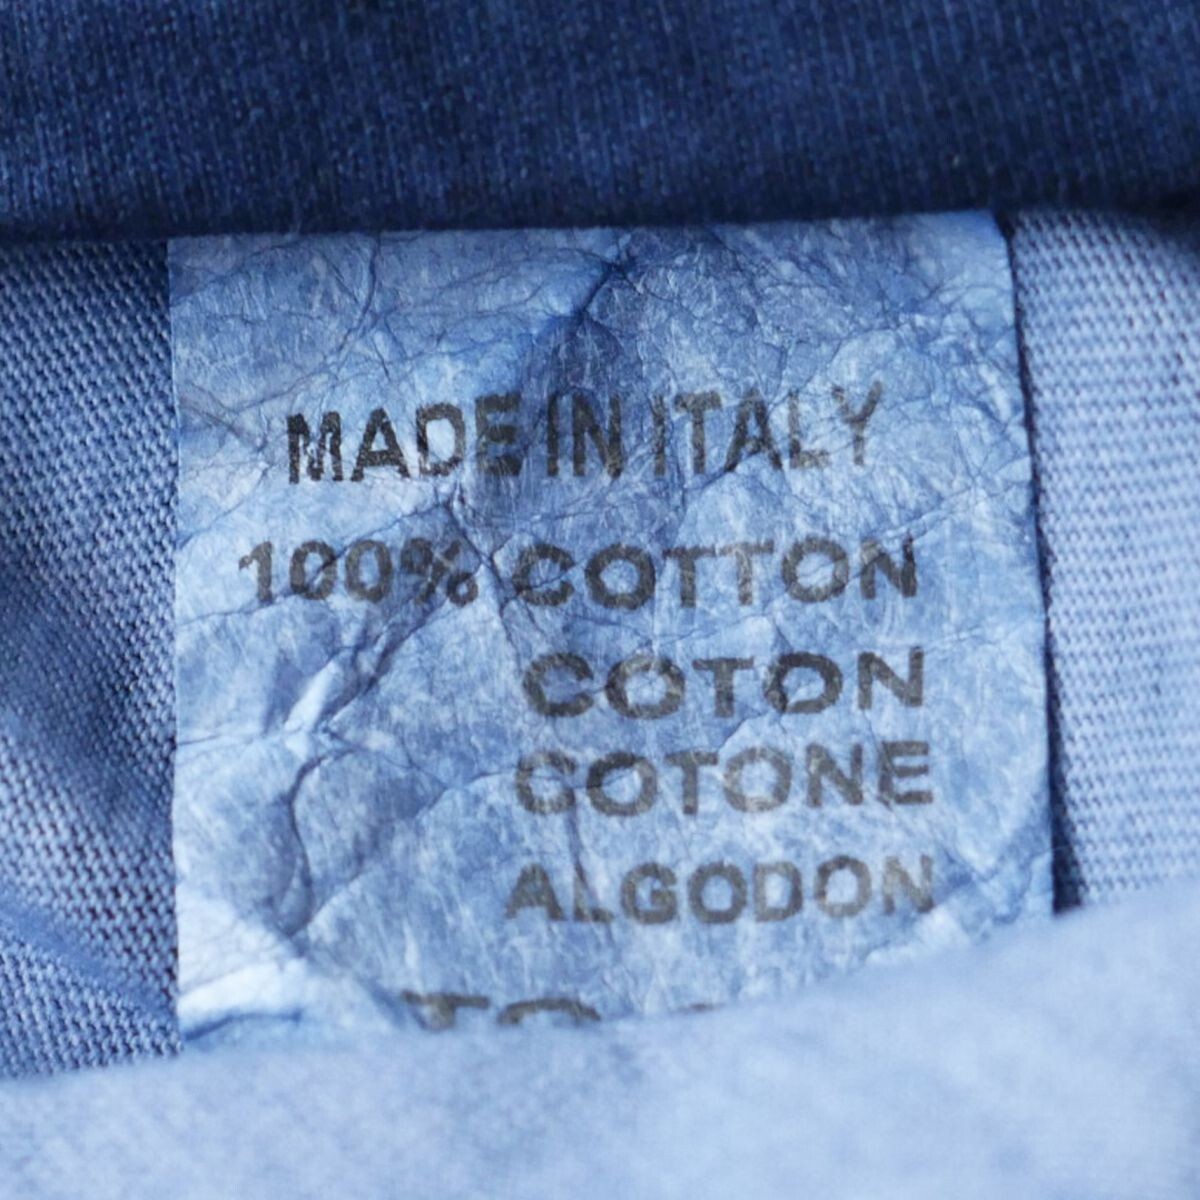 MADE IN ITALY
100% COTTON
COTON
COTONE
ALGODON